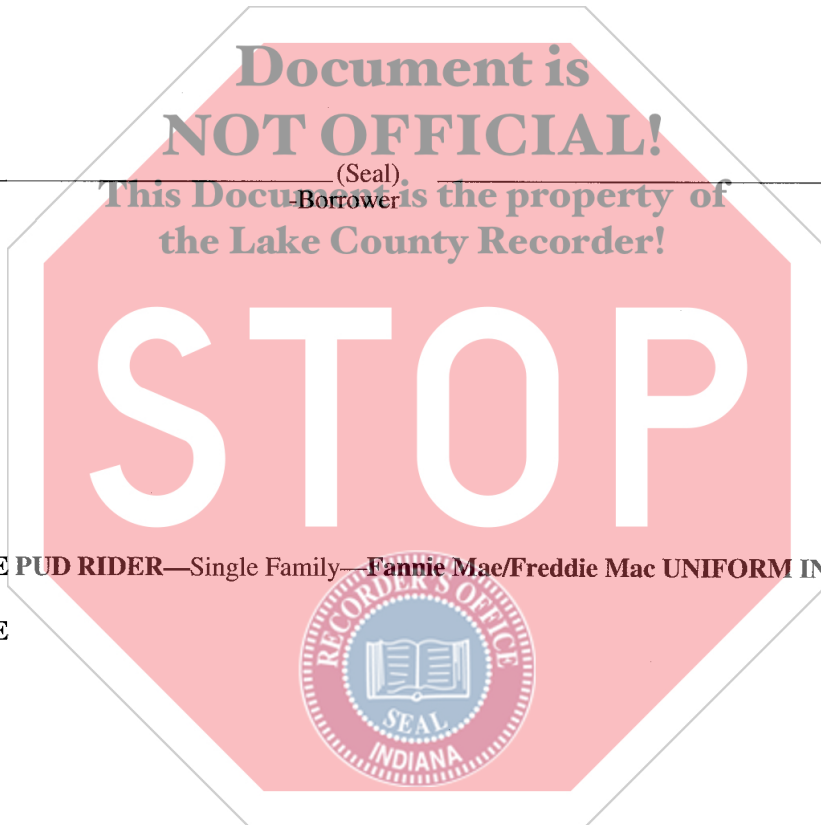 Document is
NOT OFFICIAL!
(Seal)
This Document is the property of
-Borrower
the Lake County Recorder!
STOP
E PUD RIDER—Single Family—Fannie Mae/Freddie Mac UNIFORM IN
E
RECORDER'S OFFICE
SEAL
INDIANA